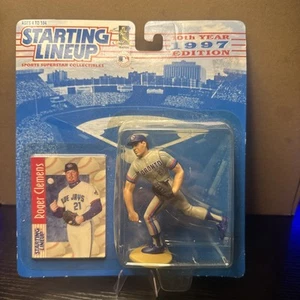 STARTING
LINEUP
SPORTS SUPERSTAR COLLECTIBLES
10th YEAR
1997
EDITION
Roger Clemens
STARTING
LINEUP
BLUE JAYS
21